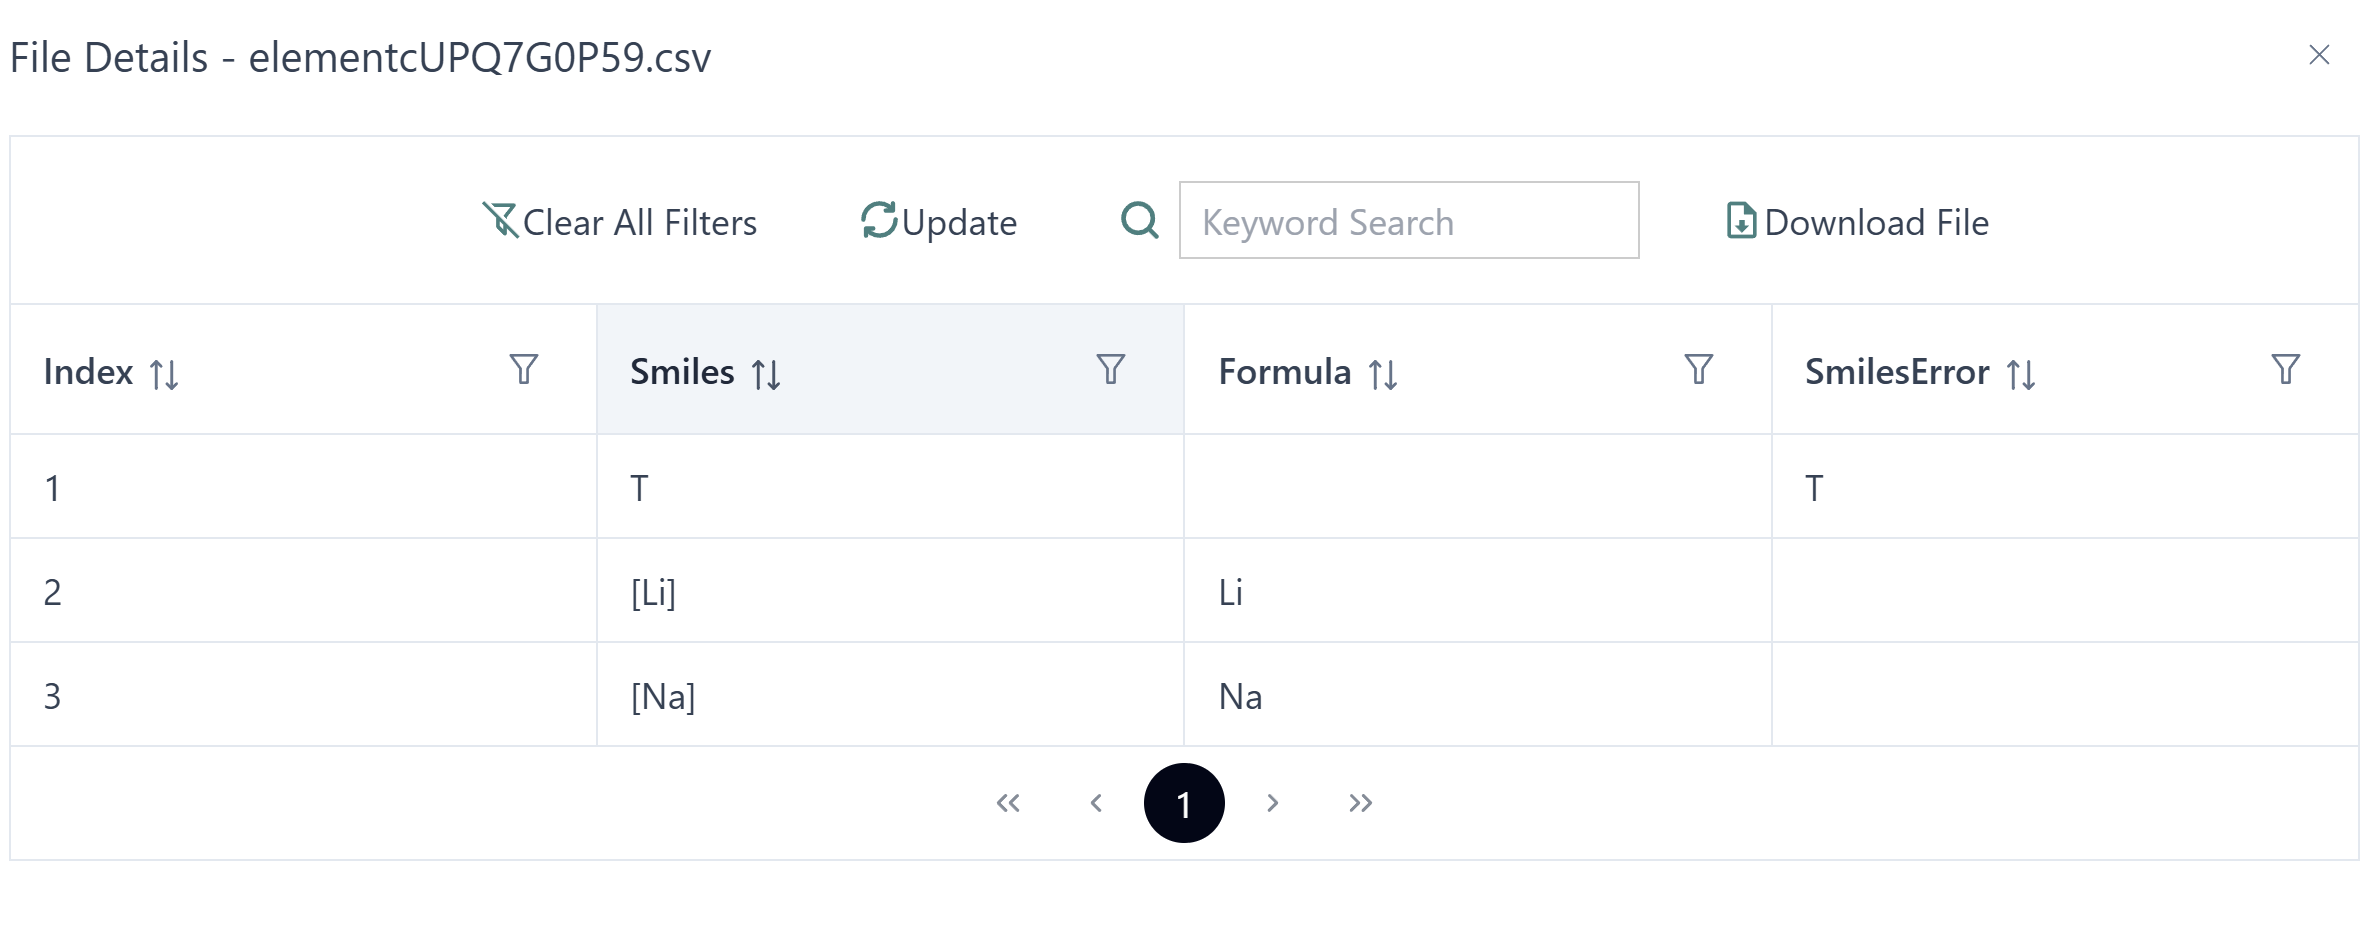 File Details - elementcUPQ7G0P59.csv
Clear All Filters Update Keyword Search Download File
Index Smiles Formula SmilesError
1 T T
2 [Li] Li
3 [Na] Na
1